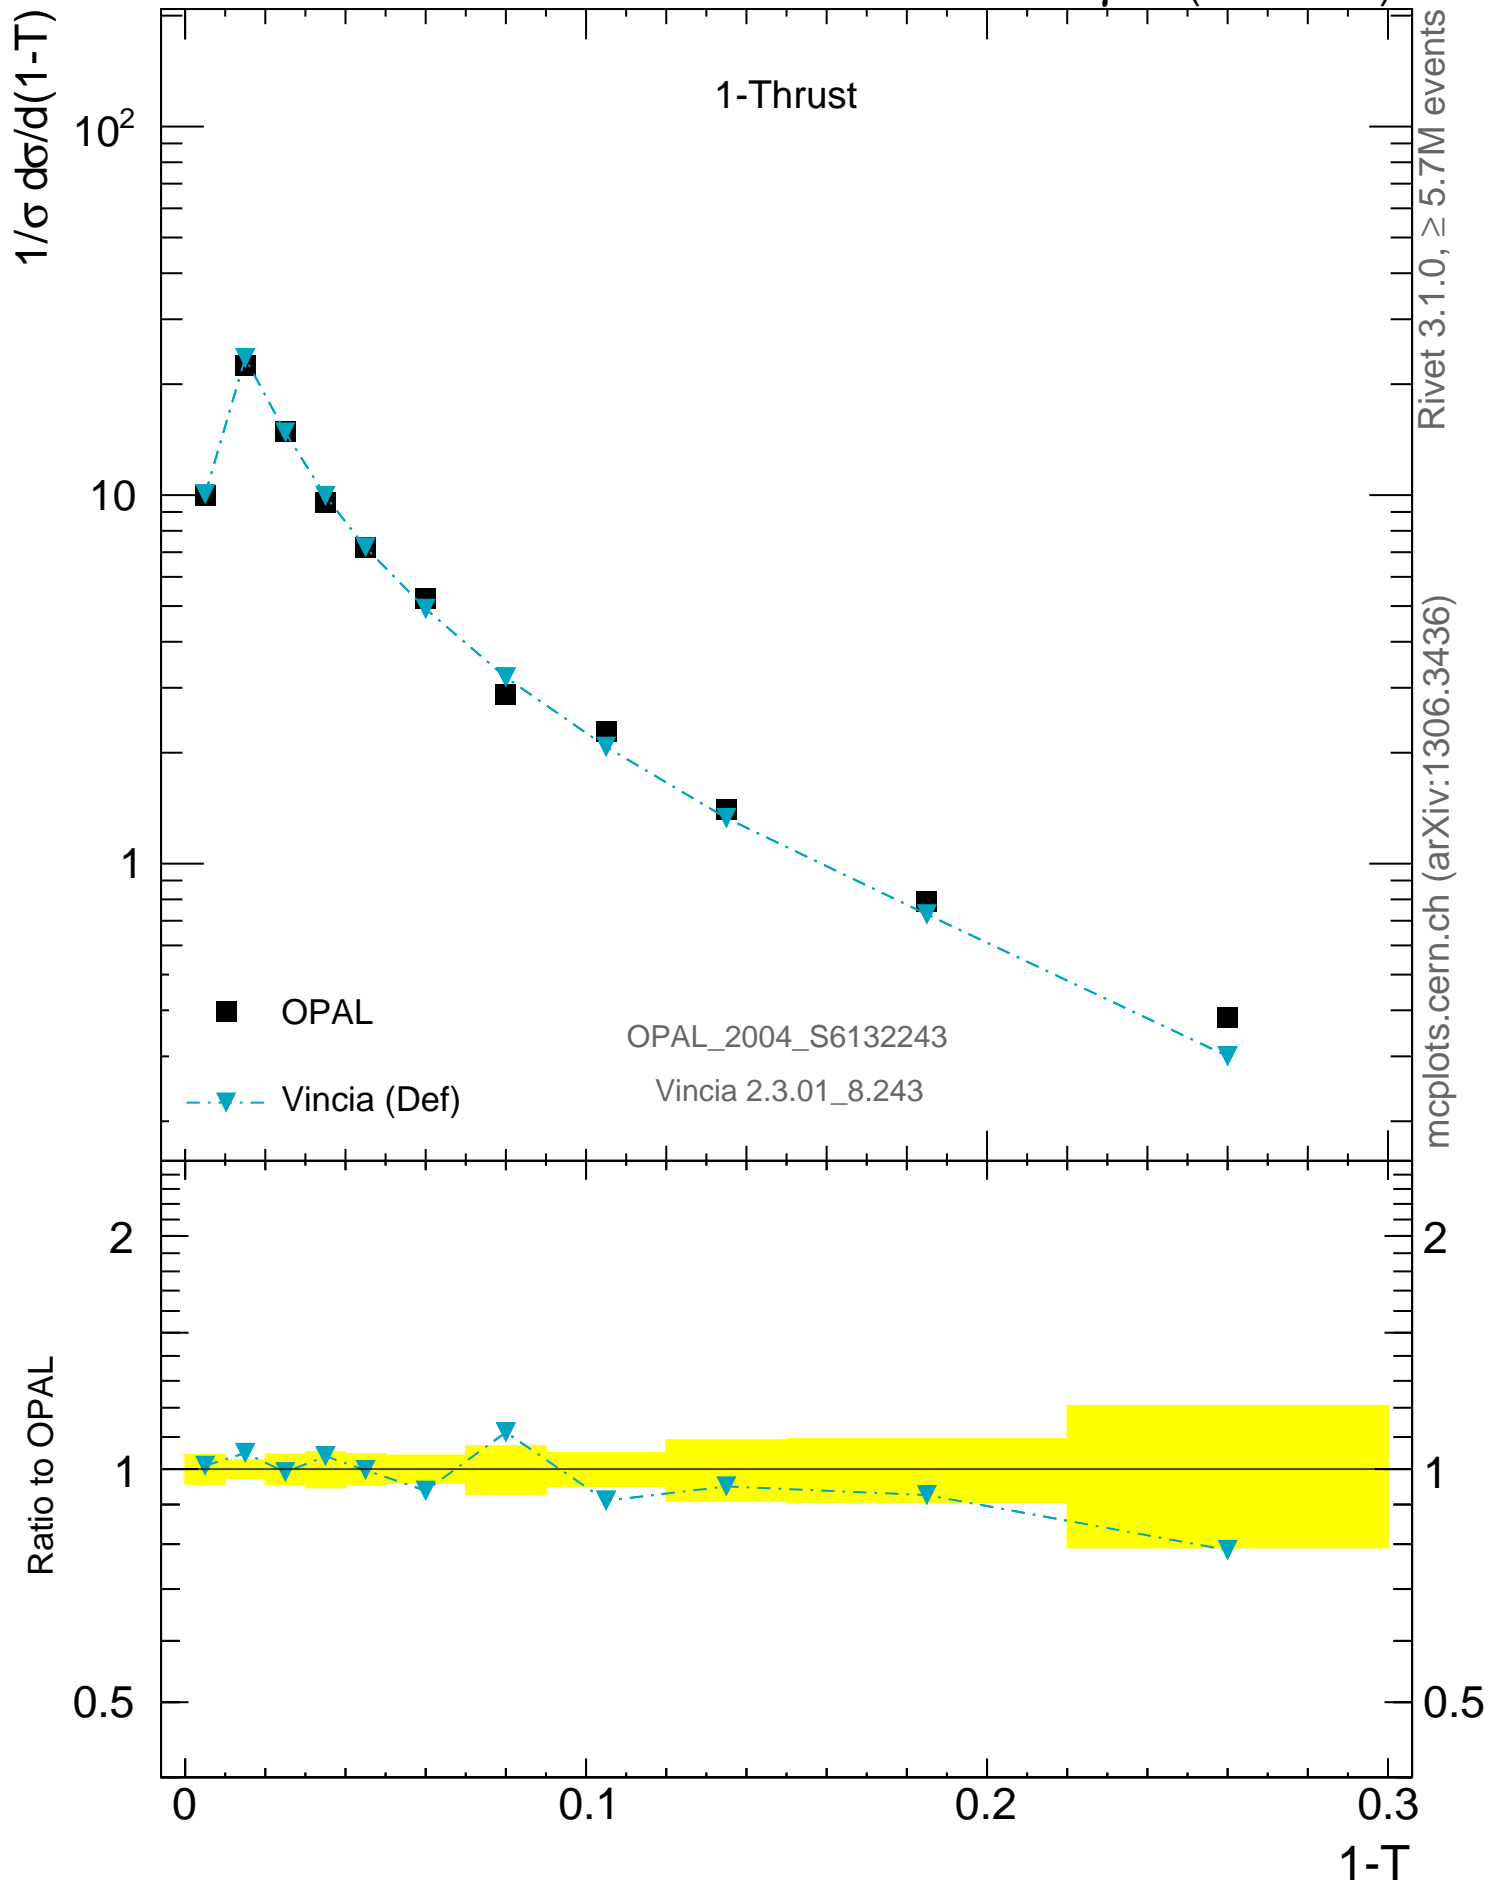 1/σ dσ/d(1-T)
1-Thrust
10²
10
1
OPAL
Vincia (Def)
OPAL_2004_S6132243
Vincia 2.3.01_8.243
Rivet 3.1.0, ≥ 5.7M events
mcplots.cern.ch (arXiv:1306.3436)
Ratio to OPAL
2
1
0.5
2
1
0.5
0
0.1
0.2
0.3
1-T